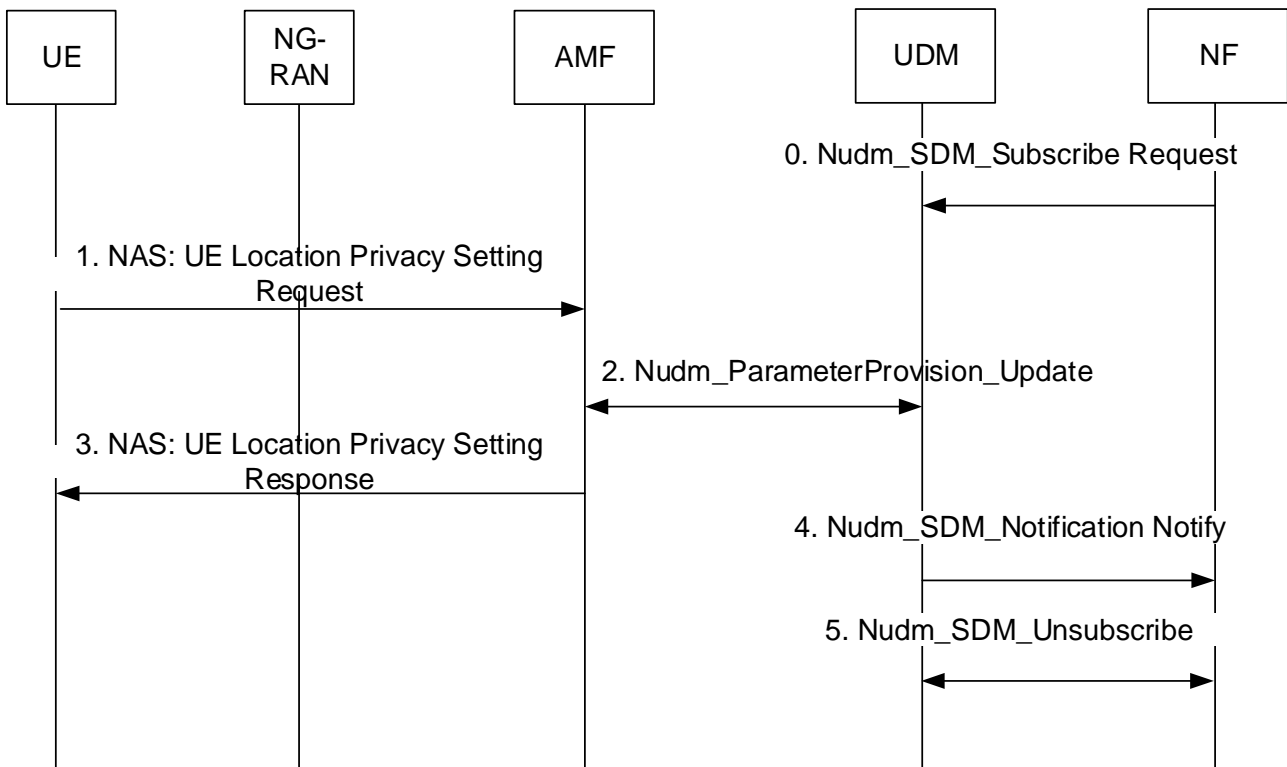 UE
NG-
RAN
AMF
UDM
NF
0. Nudm_SDM_Subscribe Request
1. NAS: UE Location Privacy Setting
Request
2. Nudm_ParameterProvision_Update
3. NAS: UE Location Privacy Setting
Response
4. Nudm_SDM_Notification Notify
5. Nudm_SDM_Unsubscribe